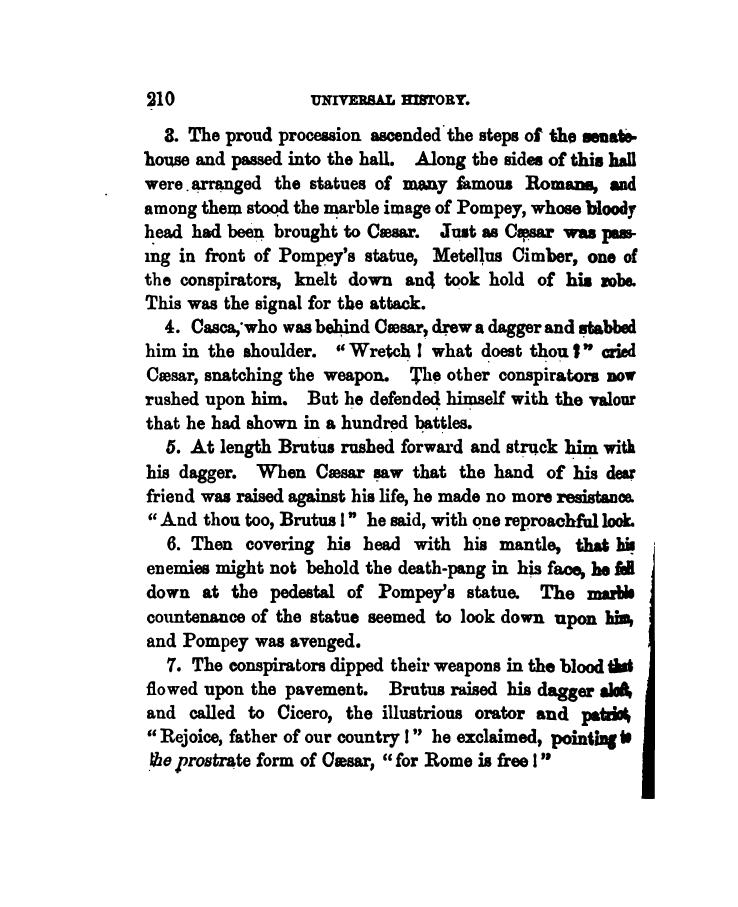 210 UNIVERSAL HISTORY.
3. The proud procession ascended the steps of the senate-
house and passed into the hall. Along the sides of this hall
were arranged the statues of many famous Romans, and
among them stood the marble image of Pompey, whose bloody
head had been brought to Cæsar. Just as Cæsar was pass-
ing in front of Pompey's statue, Metellus Cimber, one of
the conspirators, knelt down and took hold of his robe.
This was the signal for the attack.
4. Casca, who was behind Cæsar, drew a dagger and stabbed
him in the shoulder. "Wretch! what doest thou?" cried
Cæsar, snatching the weapon. The other conspirators now
rushed upon him. But he defended himself with the valour
that he had shown in a hundred battles.
5. At length Brutus rushed forward and struck him with
his dagger. When Cæsar saw that the hand of his dear
friend was raised against his life, he made no more resistance.
"And thou too, Brutus!" he said, with one reproachful look.
6. Then covering his head with his mantle, that his
enemies might not behold the death-pang in his face, he fell
down at the pedestal of Pompey's statue. The marble
countenance of the statue seemed to look down upon him,
and Pompey was avenged.
7. The conspirators dipped their weapons in the blood that
flowed upon the pavement. Brutus raised his dagger aloft,
and called to Cicero, the illustrious orator and patriot,
"Rejoice, father of our country!" he exclaimed, pointing to
the prostrate form of Cæsar, "for Rome is free!"